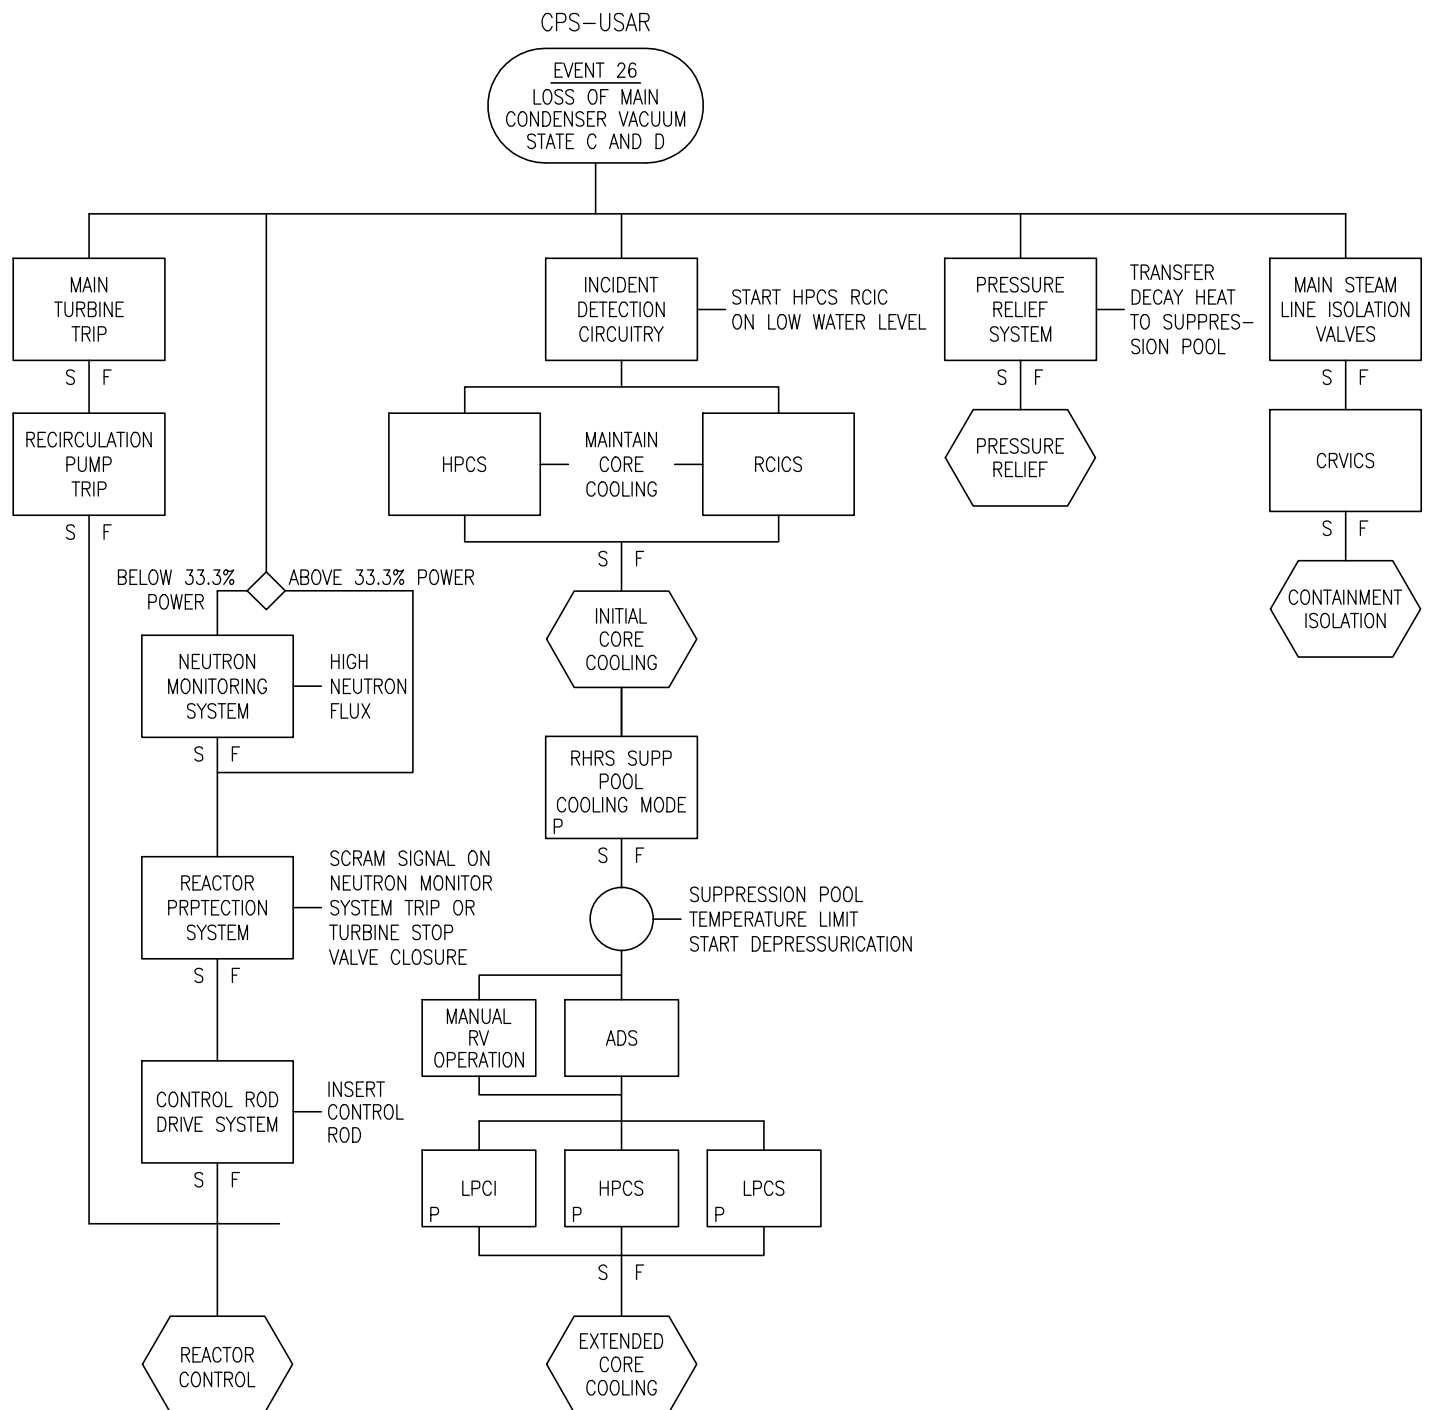 CPS-USAR
EVENT 26
LOSS OF MAIN
CONDENSER VACUUM
STATE C AND D
MAIN
TURBINE
TRIP
S F
RECIRCULATION
PUMP
TRIP
S F
BELOW 33.3%
POWER
ABOVE 33.3% POWER
NEUTRON
MONITORING
SYSTEM
HIGH
NEUTRON
FLUX
S F
REACTOR
PRPTECTION
SYSTEM
SCRAM SIGNAL ON
NEUTRON MONITOR
SYSTEM TRIP OR
TURBINE STOP
VALVE CLOSURE
S F
CONTROL ROD
DRIVE SYSTEM
INSERT
CONTROL
ROD
S F
REACTOR
CONTROL
INCIDENT
DETECTION
CIRCUITRY
START HPCS RCIC
ON LOW WATER LEVEL
HPCS
MAINTAIN
CORE
COOLING
RCICS
S F
INITIAL
CORE
COOLING
RHRS SUPP
POOL
COOLING MODE
P
S F
SUPPRESSION POOL
TEMPERATURE LIMIT
START DEPRESSURICATION
MANUAL
RV
OPERATION
ADS
LPCI
P
HPCS
P
LPCS
P
S F
EXTENDED
CORE
COOLING
PRESSURE
RELIEF
SYSTEM
TRANSFER
DECAY HEAT
TO SUPPRES-
SION POOL
S F
PRESSURE
RELIEF
MAIN STEAM
LINE ISOLATION
VALVES
S F
CRVICS
S F
CONTAINMENT
ISOLATION